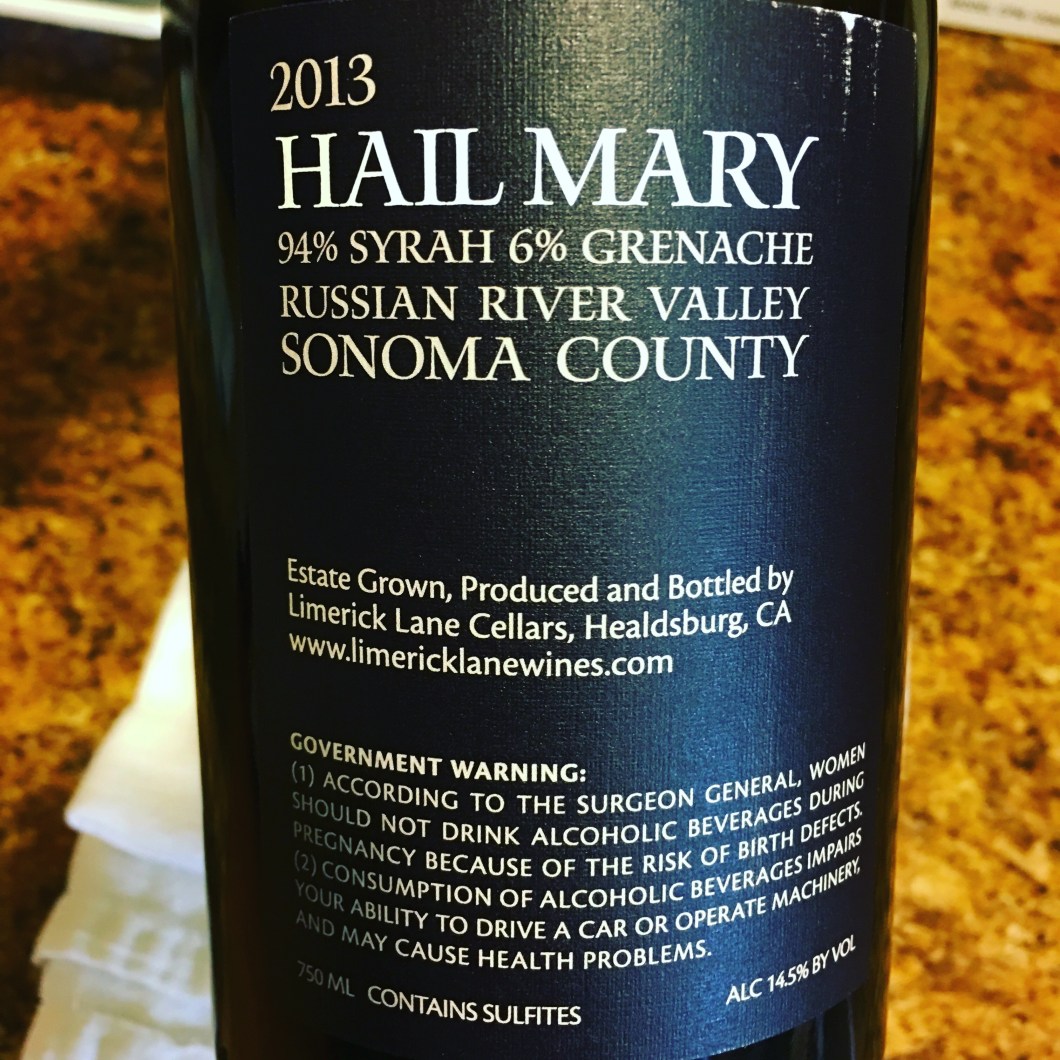 2013
HAIL MARY
94% SYRAH 6% GRENACHE
RUSSIAN RIVER VALLEY
SONOMA COUNTY
Estate Grown, Produced and Bottled by
Limerick Lane Cellars, Healdsburg, CA
www.limericklanewines.com
GOVERNMENT WARNING:
(1) ACCORDING TO THE SURGEON GENERAL, WOMEN
SHOULD NOT DRINK ALCOHOLIC BEVERAGES DURING
PREGNANCY BECAUSE OF THE RISK OF BIRTH DEFECTS.
(2) CONSUMPTION OF ALCOHOLIC BEVERAGES IMPAIRS
YOUR ABILITY TO DRIVE A CAR OR OPERATE MACHINERY,
AND MAY CAUSE HEALTH PROBLEMS.
750 ML CONTAINS SULFITES ALC 14.5% BY VOL